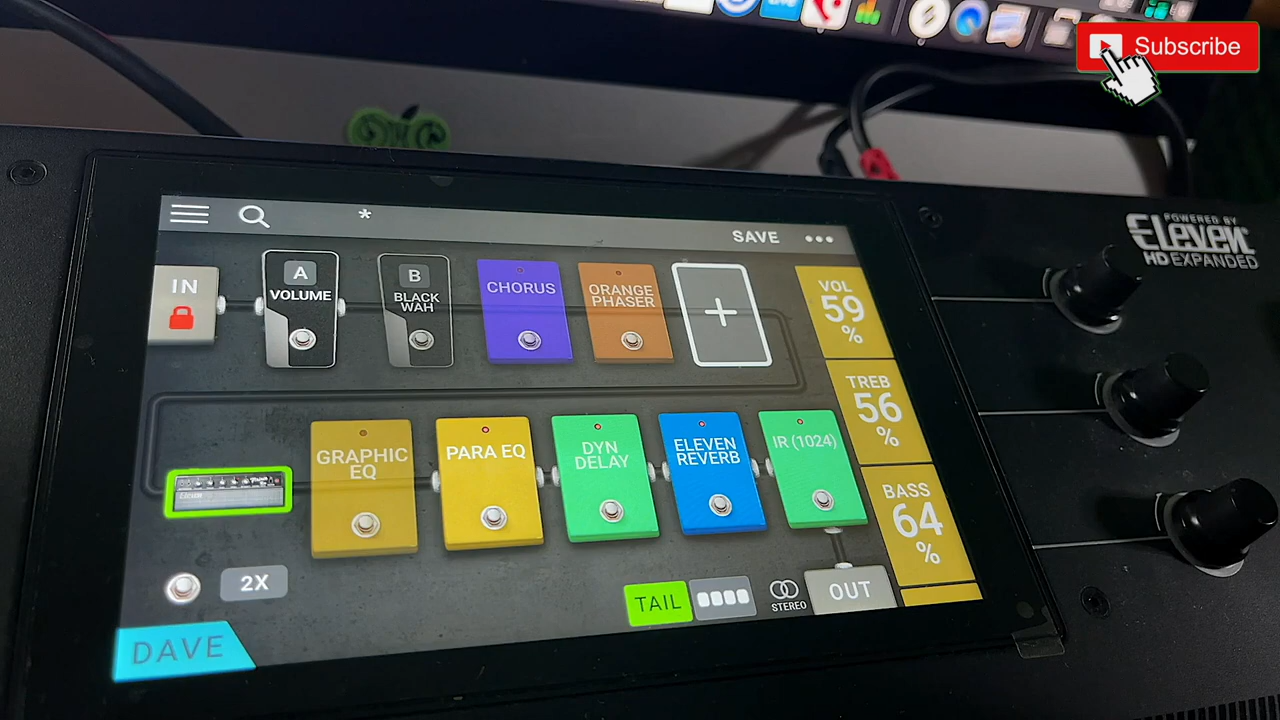 Subscribe
POWERED BY
Eleven
HD EXPANDED
*
SAVE
IN
A
VOLUME
B
BLACK
WAH
CHORUS
ORANGE
PHASER
+
VOL
59
%
TREB
56
%
BASS
64
%
GRAPHIC
EQ
PARA EQ
DYN
DELAY
ELEVEN
REVERB
IR (1024)
2X
TAIL
STEREO
OUT
DAVE